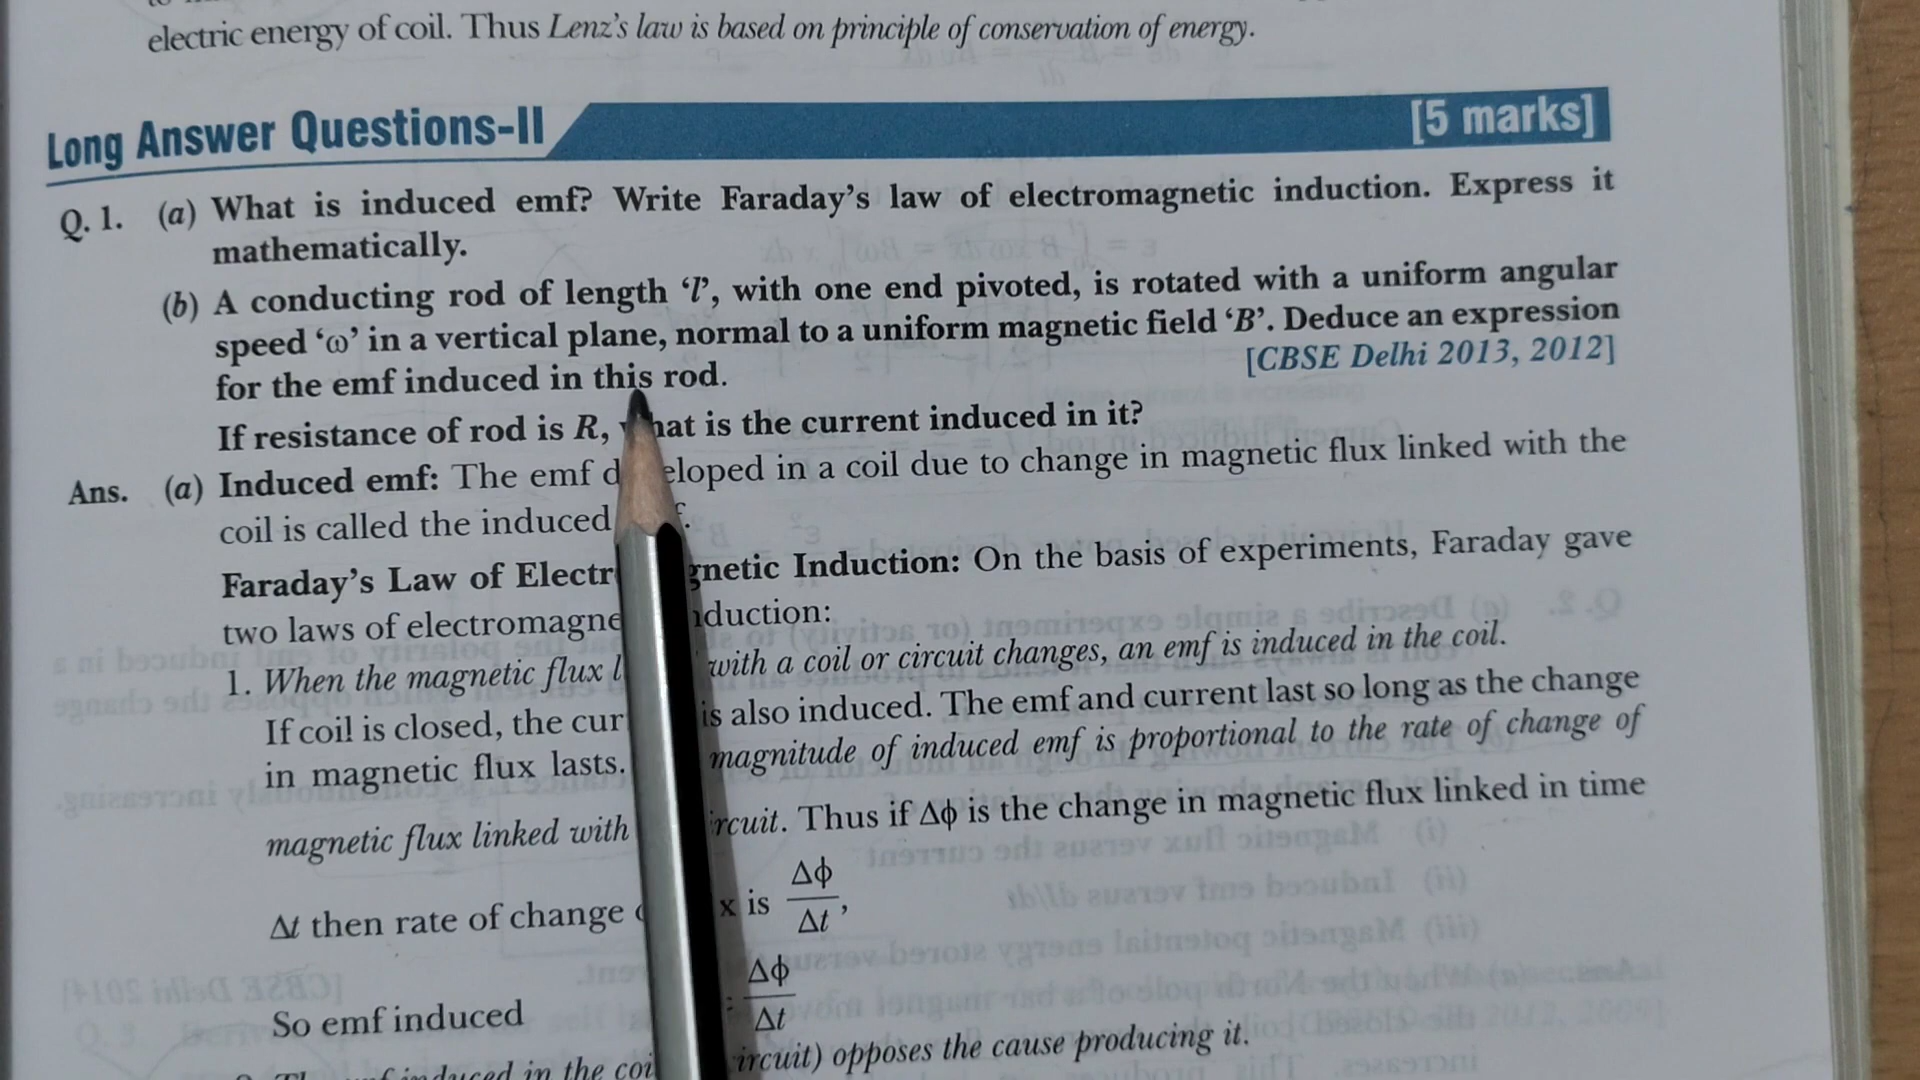 electric energy of coil. Thus Lenz's law is based on principle of conservation of energy.
Long Answer Questions-II [5 marks]
Q. 1. (a) What is induced emf? Write Faraday's law of electromagnetic induction. Express it
mathematically.
(b) A conducting rod of length 'l', with one end pivoted, is rotated with a uniform angular
speed 'ω' in a vertical plane, normal to a uniform magnetic field 'B'. Deduce an expression
for the emf induced in this rod. [CBSE Delhi 2013, 2012]
If resistance of rod is R, what is the current induced in it?
Ans. (a) Induced emf: The emf developed in a coil due to change in magnetic flux linked with the
coil is called the induced
Faraday's Law of Electromagnetic Induction: On the basis of experiments, Faraday gave
two laws of electromagnetic induction:
1. When the magnetic flux with a coil or circuit changes, an emf is induced in the coil.
If coil is closed, the current is also induced. The emf and current last so long as the change
in magnetic flux lasts. magnitude of induced emf is proportional to the rate of change of
magnetic flux linked with circuit. Thus if Δϕ is the change in magnetic flux linked in time
Δt then rate of change is Δϕ/Δt,
So emf induced Δϕ/Δt
induced in the coil circuit) opposes the cause producing it.